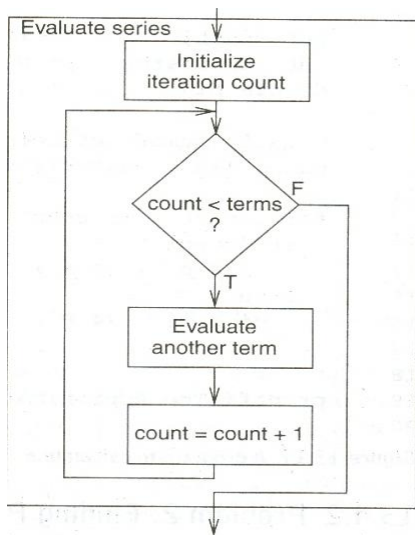 Evaluate series
Initialize
iteration count
count < terms
?
F
T
Evaluate
another term
count = count + 1